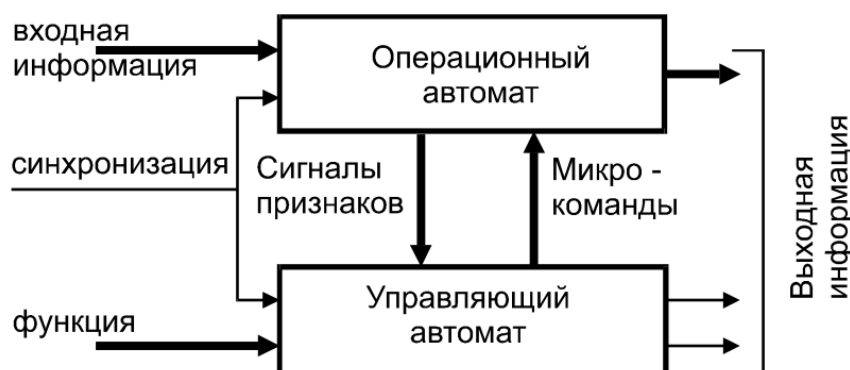 входная
информация
Операционный
автомат
синхронизация
Сигналы
признаков
Микро -
команды
Выходная
информация
функция
Управляющий
автомат